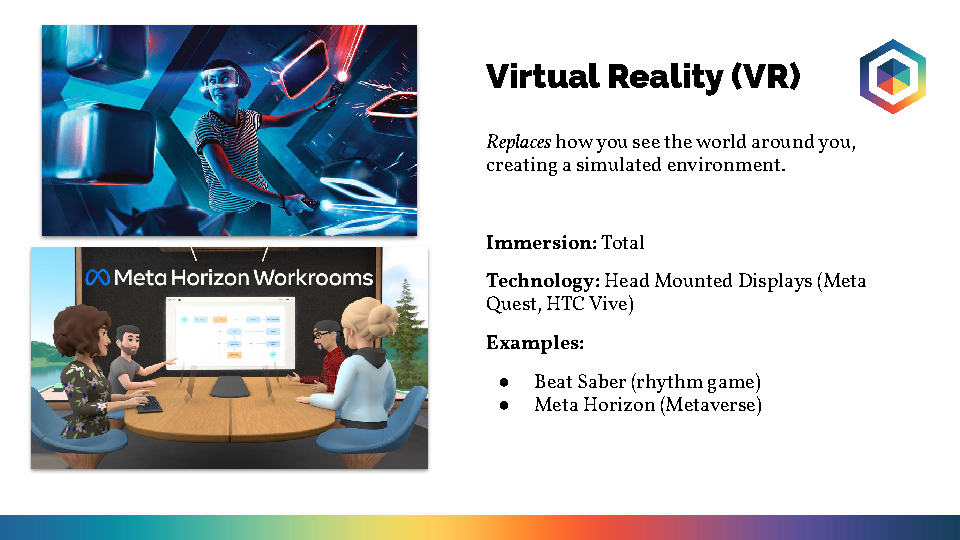 Virtual Reality (VR)
Replaces how you see the world around you,
creating a simulated environment.
Immersion: Total
Technology: Head Mounted Displays (Meta
Quest, HTC Vive)
Examples:
● Beat Saber (rhythm game)
● Meta Horizon (Metaverse)
Meta Horizon Workrooms